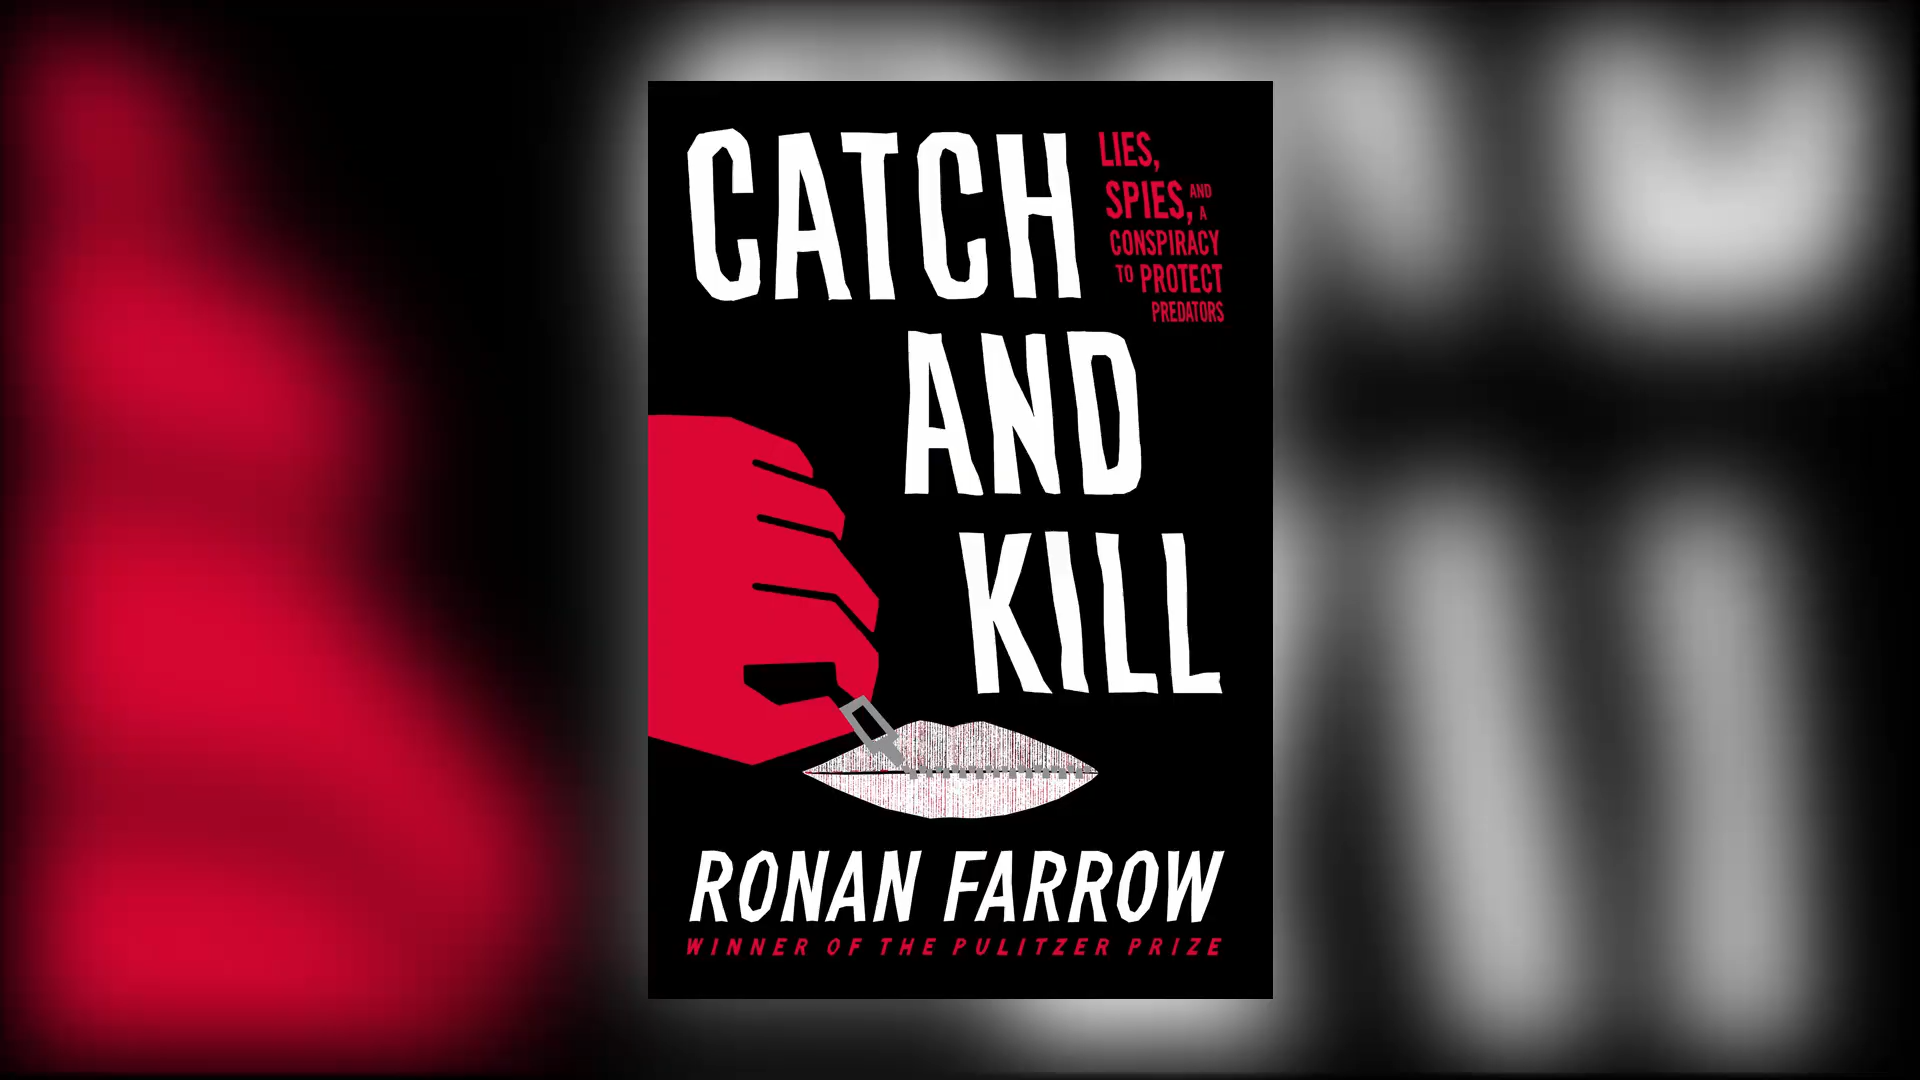 CATCH
AND
KILL
LIES,
SPIES, AND
A
CONSPIRACY
TO PROTECT
PREDATORS
RONAN FARROW
WINNER OF THE PULITZER PRIZE